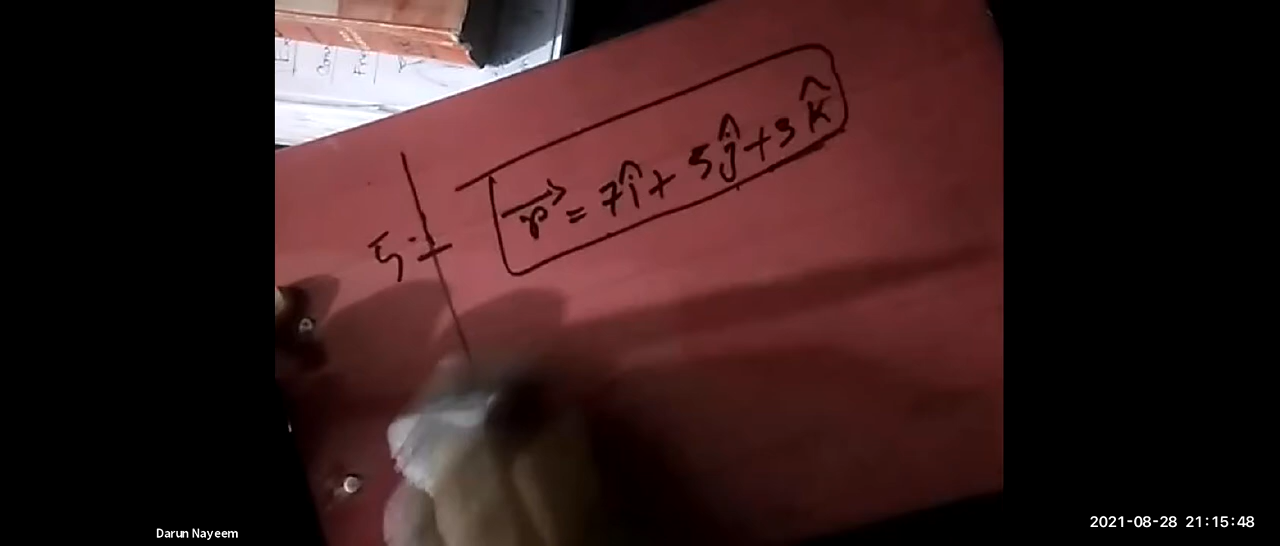 r⃗ = 7î + 5ĵ + 3k̂
5
Darun Nayeem
2021-08-28 21:15:48